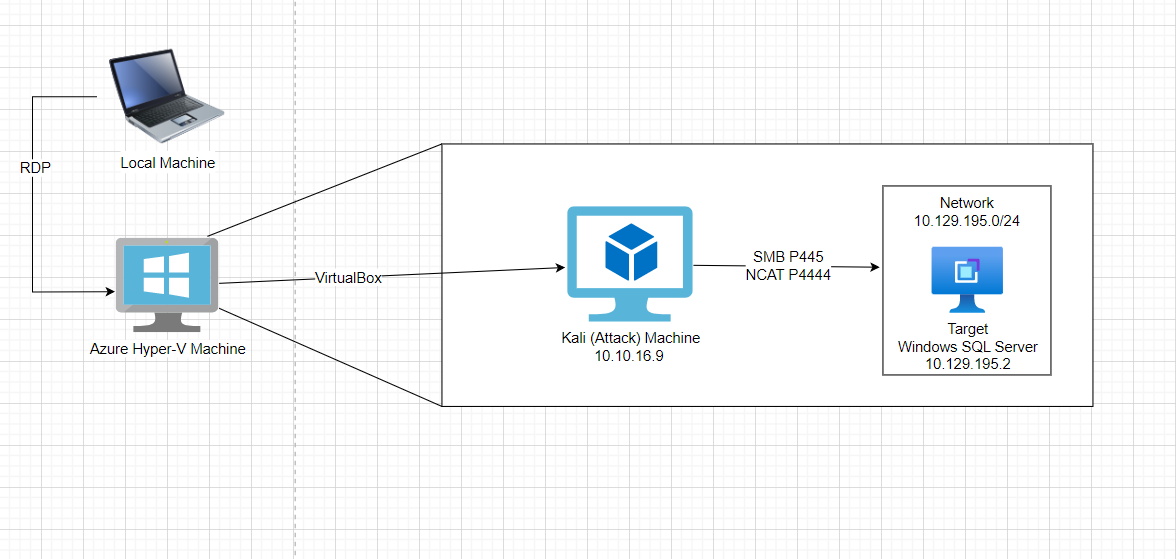 Local Machine
RDP
Azure Hyper-V Machine
VirtualBox
Kali (Attack) Machine
10.10.16.9
SMB P445
NCAT P4444
Network
10.129.195.0/24
Target
Windows SQL Server
10.129.195.2